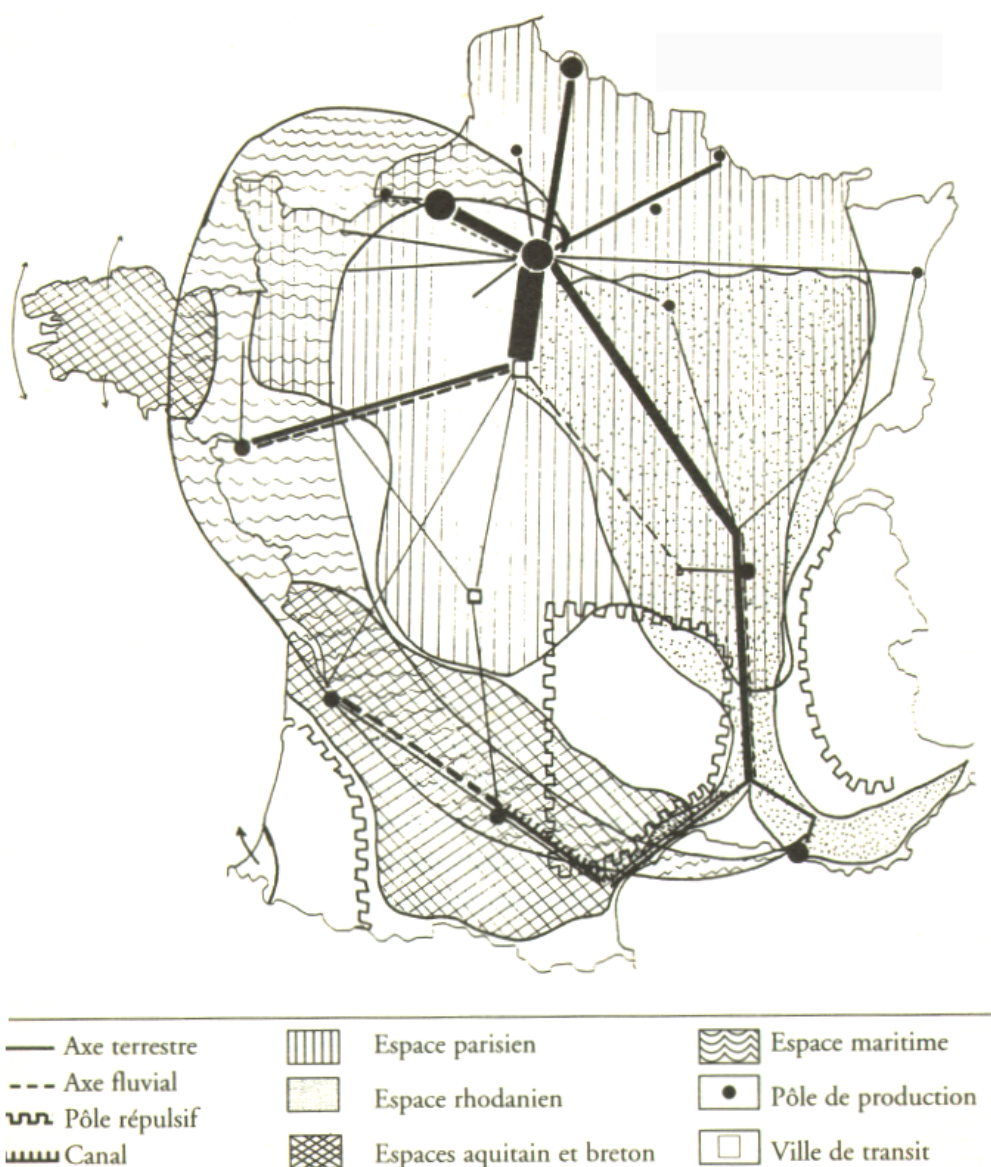 Axe terrestre
Axe fluvial
Pôle répulsif
Canal
Espace parisien
Espace rhodanien
Espaces aquitain et breton
Espace maritime
Pôle de production
Ville de transit